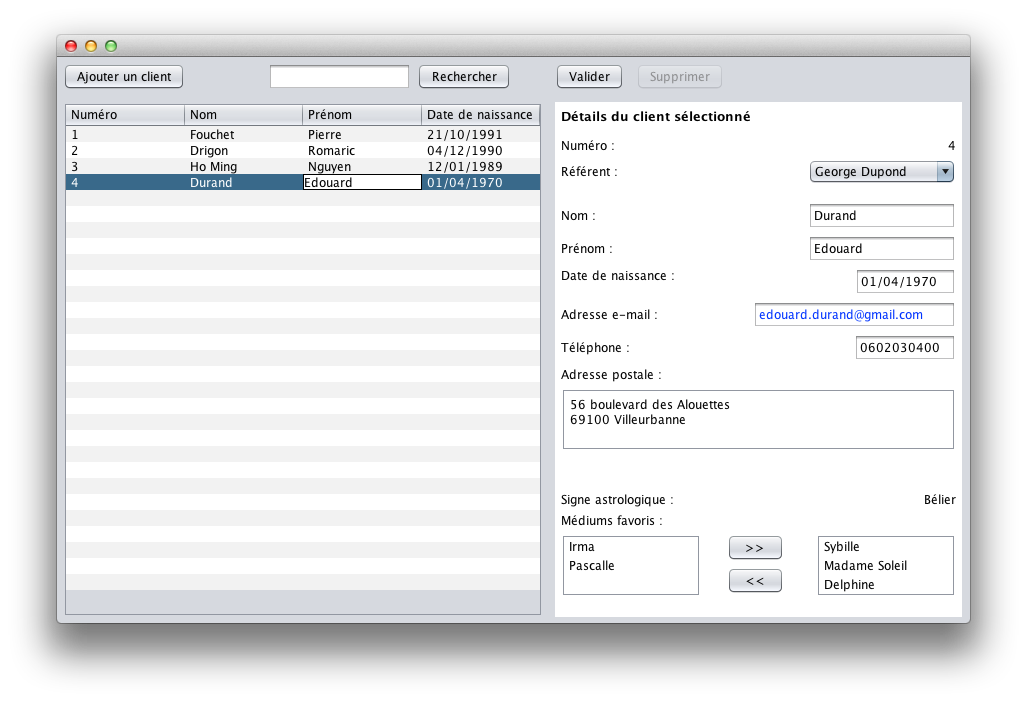 Ajouter un client Rechercher Valider Supprimer
Numéro Nom Prénom Date de naissance
1 Fouchet Pierre 21/10/1991
2 Drigon Romaric 04/12/1990
3 Ho Ming Nguyen 12/01/1989
4 Durand Edouard 01/04/1970
Détails du client sélectionné
Numéro : 4
Référent : George Dupond
Nom : Durand
Prénom : Edouard
Date de naissance : 01/04/1970
Adresse e-mail : edouard.durand@gmail.com
Téléphone : 0602030400
Adresse postale :
56 boulevard des Alouettes
69100 Villeurbanne
Signe astrologique : Bélier
Médiums favoris :
Irma >> Sybille
Pascalle Madame Soleil
<< Delphine